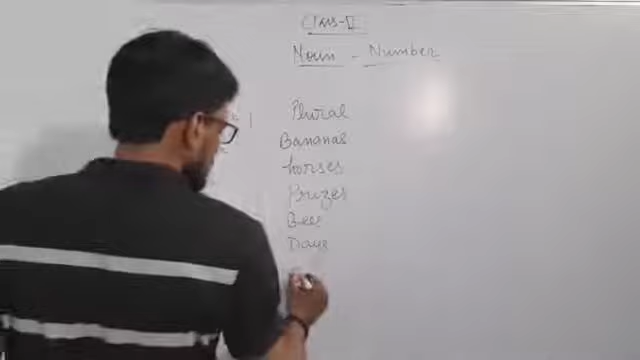 Class-V
Noun - Number
Plural
Bananas
horses
Prizes
Bees
Days